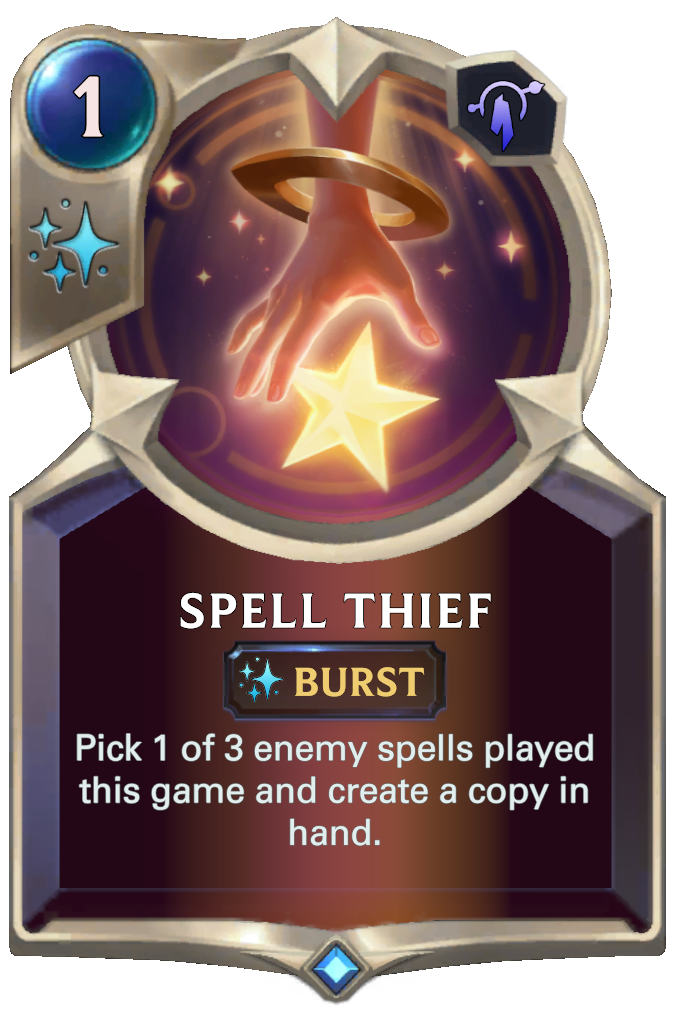 1
SPELL THIEF
BURST
Pick 1 of 3 enemy spells played
this game and create a copy in
hand.